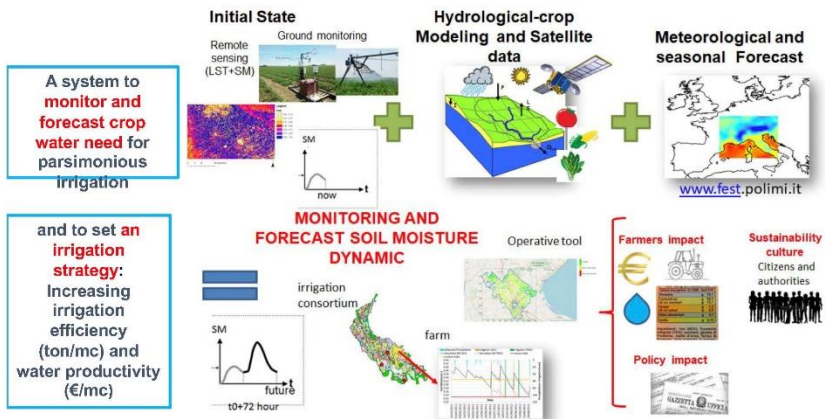 Initial State
Ground monitoring
Remote
sensing
(LST+SM)
SM
now
t
Hydrological-crop
Modeling and Satellite
data
Meteorological and
seasonal Forecast
www.fest.polimi.it
A system to
monitor and
forecast crop
water need for
parsimonious
irrigation
and to set an
irrigation
strategy:
Increasing
irrigation
efficiency
(ton/mc) and
water productivity
(€/mc)
MONITORING AND
FORECAST SOIL MOISTURE
DYNAMIC
SM
t
future
t0+72 hour
irrigation
consortium
farm
Operative tool
Farmers impact
€
Sustainability
culture
Citizens and
authorities
Policy impact
GAZZETTA UFFICIALE